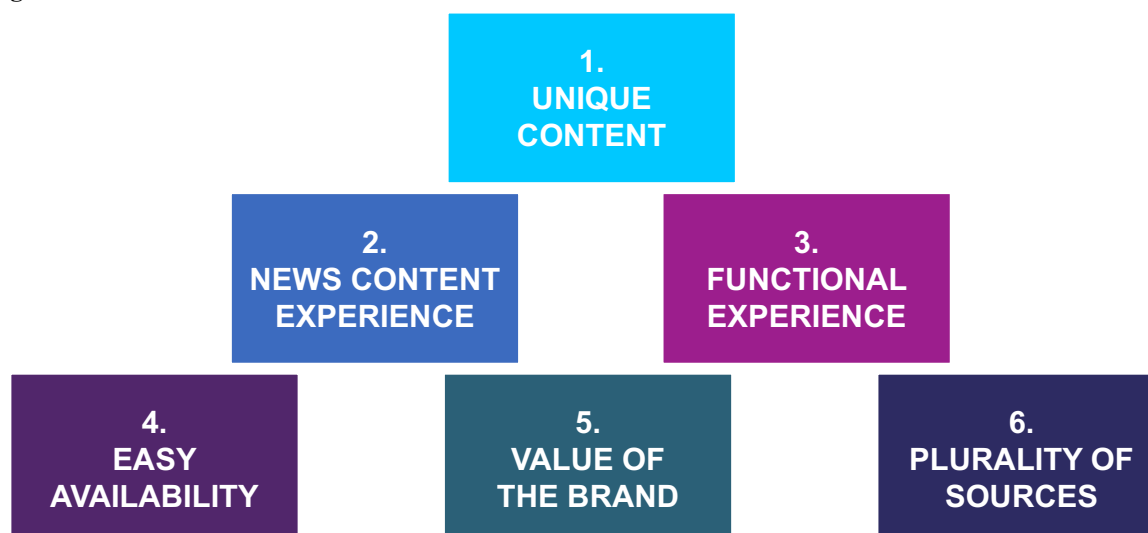 1.
UNIQUE
CONTENT
2.
NEWS CONTENT
EXPERIENCE
3.
FUNCTIONAL
EXPERIENCE
4.
EASY
AVAILABILITY
5.
VALUE OF
THE BRAND
6.
PLURALITY OF
SOURCES